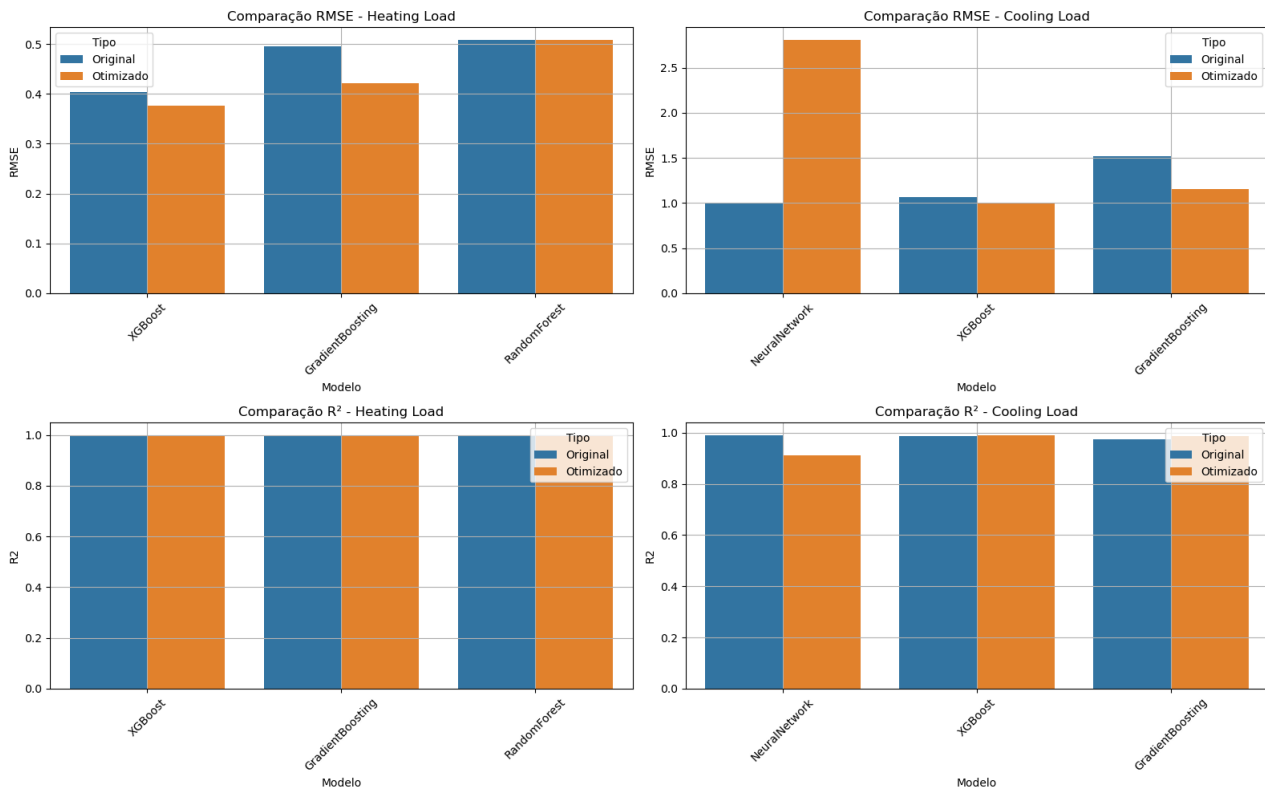 Comparação RMSE - Heating Load
RMSE
0.5
0.4
0.3
0.2
0.1
0.0
Tipo
Original
Otimizado
XGBoost
GradientBoosting
RandomForest
Modelo
Comparação RMSE - Cooling Load
RMSE
2.5
2.0
1.5
1.0
0.5
0.0
Tipo
Original
Otimizado
NeuralNetwork
XGBoost
GradientBoosting
Modelo
Comparação R² - Heating Load
R2
1.0
0.8
0.6
0.4
0.2
0.0
Tipo
Original
Otimizado
XGBoost
GradientBoosting
RandomForest
Modelo
Comparação R² - Cooling Load
R2
1.0
0.8
0.6
0.4
0.2
0.0
Tipo
Original
Otimizado
NeuralNetwork
XGBoost
GradientBoosting
Modelo